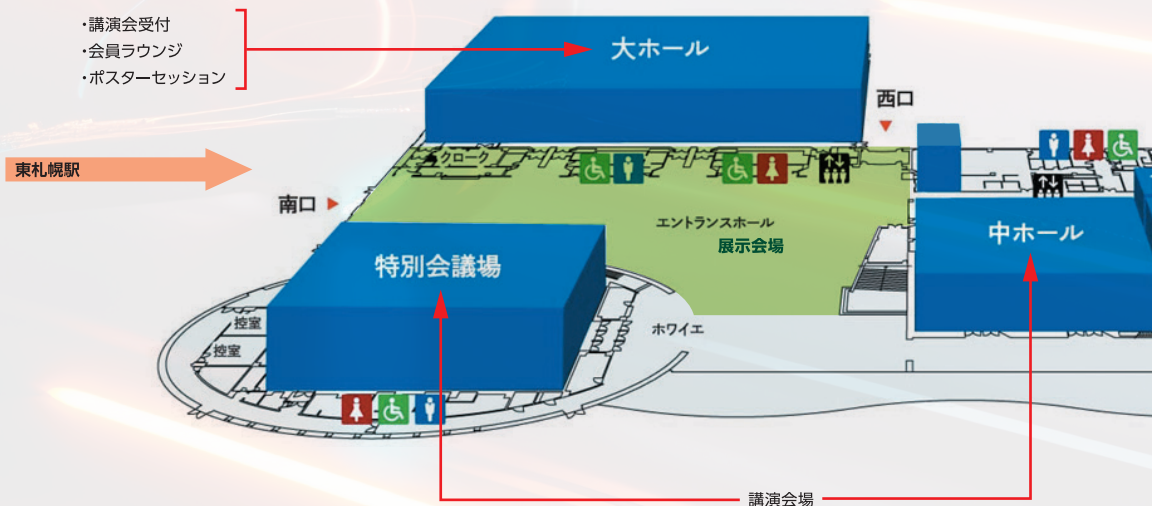 ・講演会受付
・会員ラウンジ
・ポスターセッション
大ホール
西口
東札幌駅
クローク
南口
エントランスホール
展示会場
中ホール
特別会議場
控室
控室
ホワイエ
講演会場